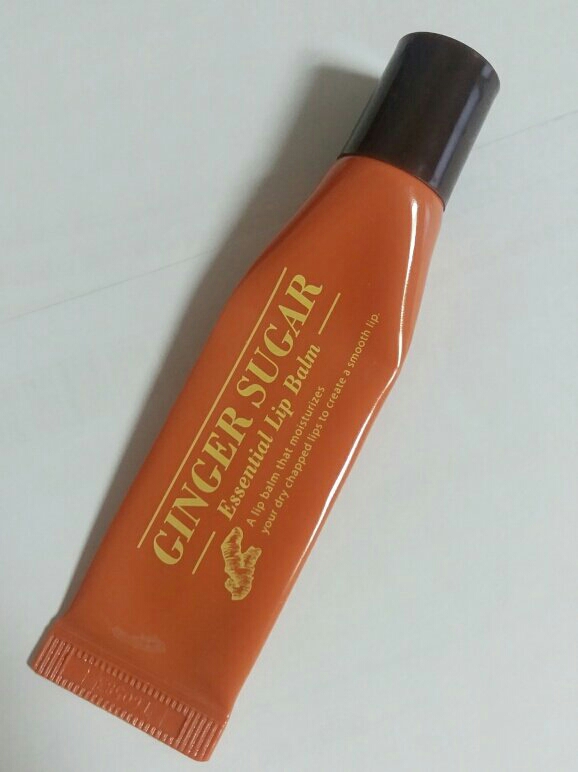 GINGER SUGAR
Essential Lip Balm
A lip balm that moisturizes
your dry chapped lips to create a smooth lip.